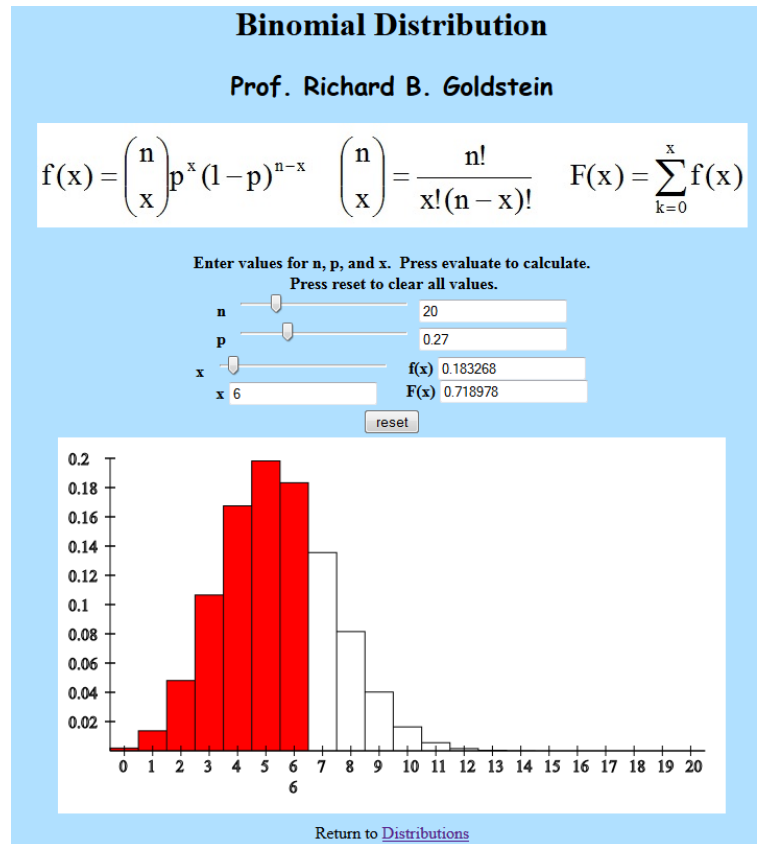 Binomial Distribution
Prof. Richard B. Goldstein
f(x) = (n x) p^x (1−p)^{n−x}   (n x) = n! / x!(n−x)!   F(x) = ∑_{k=0}^{x} f(x)
Enter values for n, p, and x. Press evaluate to calculate.
Press reset to clear all values.
n 20
p 0.27
x f(x) 0.183268
x 6 F(x) 0.718978
reset
0.2
0.18
0.16
0.14
0.12
0.1
0.08
0.06
0.04
0.02
0 1 2 3 4 5 6 7 8 9 10 11 12 13 14 15 16 17 18 19 20
6
Return to Distributions